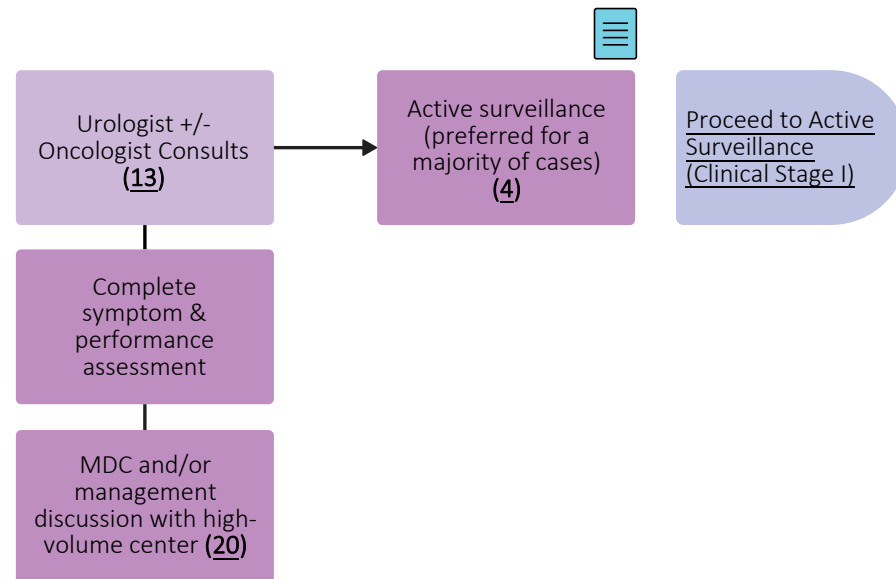 Urologist +/-
Oncologist Consults
(13)
Active surveillance
(preferred for a
majority of cases)
(4)
Proceed to Active
Surveillance
(Clinical Stage I)
Complete
symptom &
performance
assessment
MDC and/or
management
discussion with high-
volume center (20)